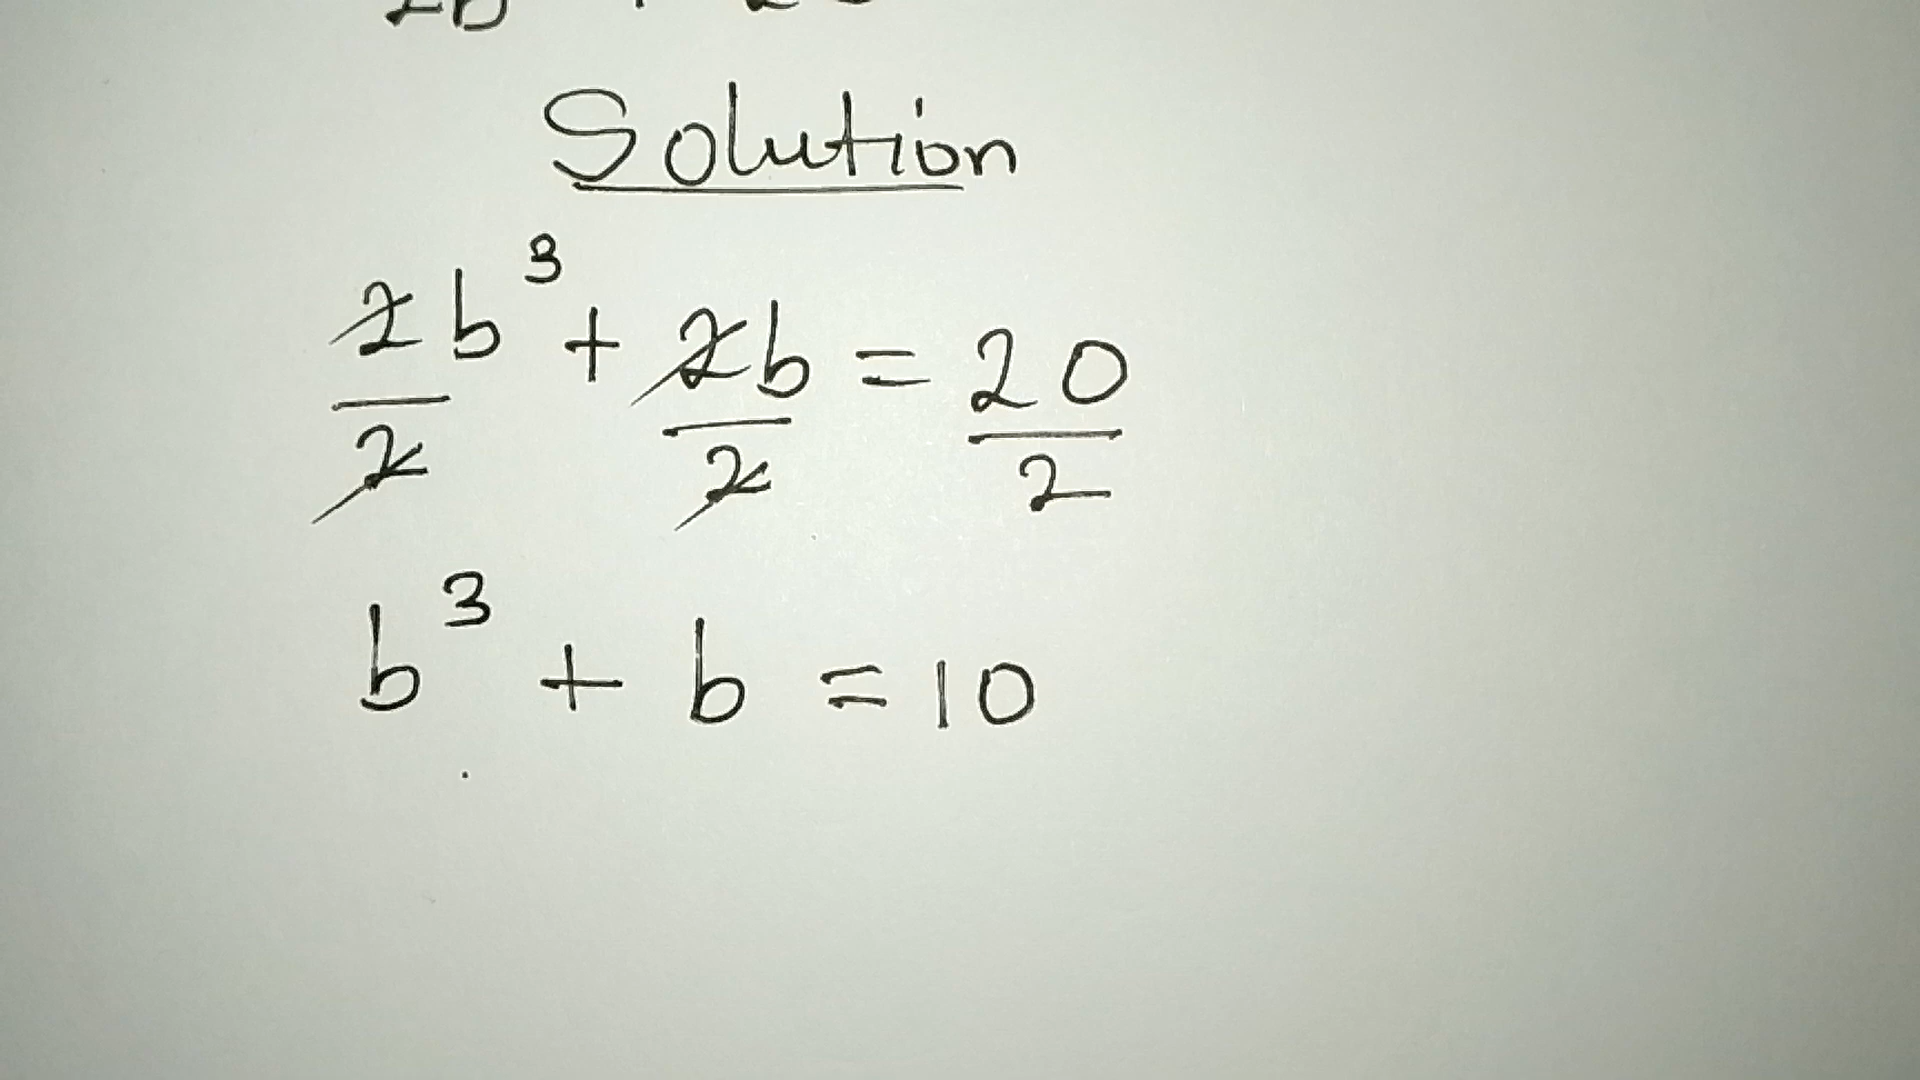 Solution
2b³ + 2b = 20
2 2 2
b³ + b = 10